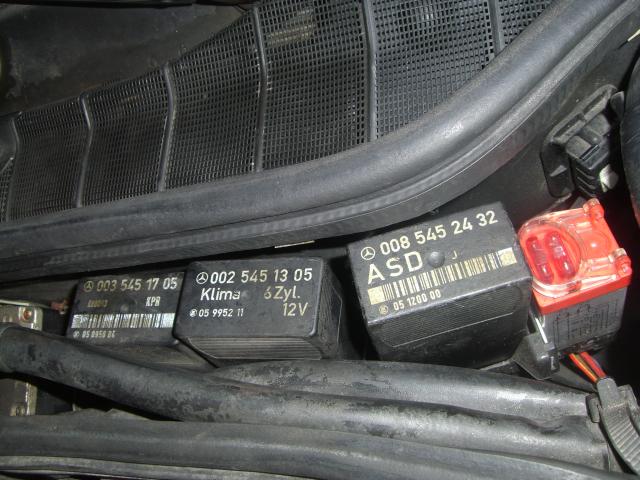 003 545 17 05
KPR
002 545 13 05
Klima 6Zyl.
05 9952 11 12V
008 545 24 32
ASD J
05 1200 00